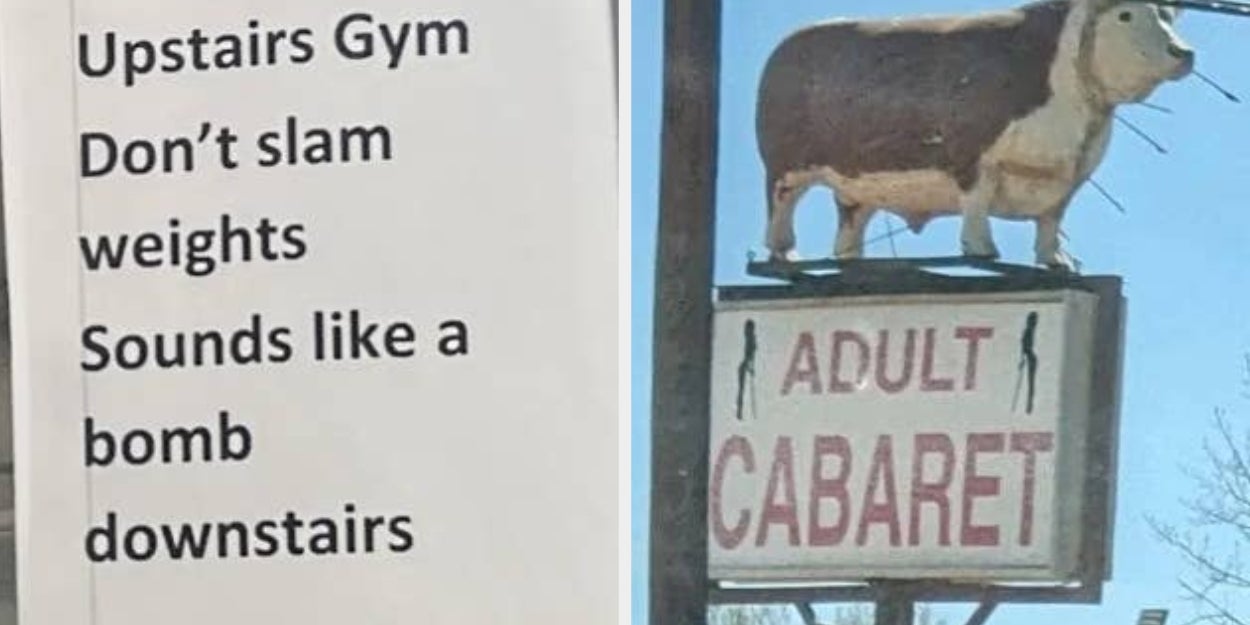 Upstairs Gym
Don't slam
weights
Sounds like a
bomb
downstairs
ADULT
CABARET